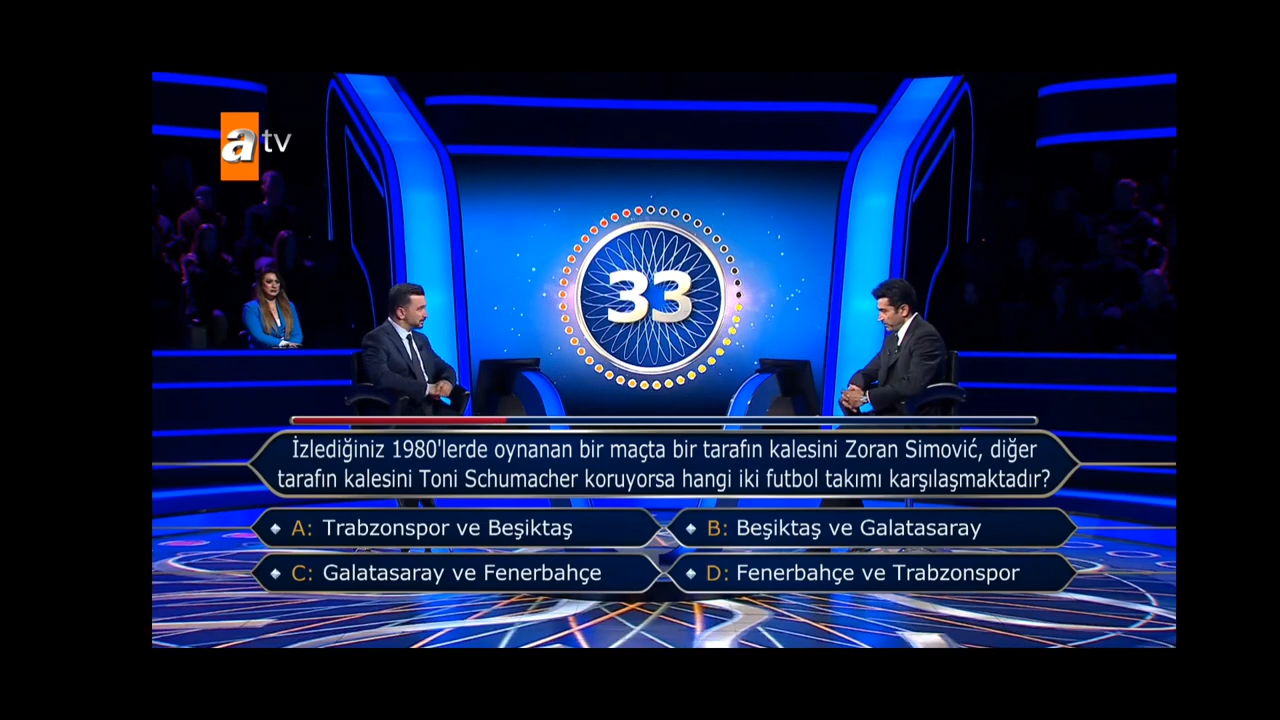 atv
33
İzlediğiniz 1980'lerde oynanan bir maçta bir tarafın kalesini Zoran Simović, diğer
tarafın kalesini Toni Schumacher koruyorsa hangi iki futbol takımı karşılaşmaktadır?
A: Trabzonspor ve Beşiktaş
B: Beşiktaş ve Galatasaray
C: Galatasaray ve Fenerbahçe
D: Fenerbahçe ve Trabzonspor